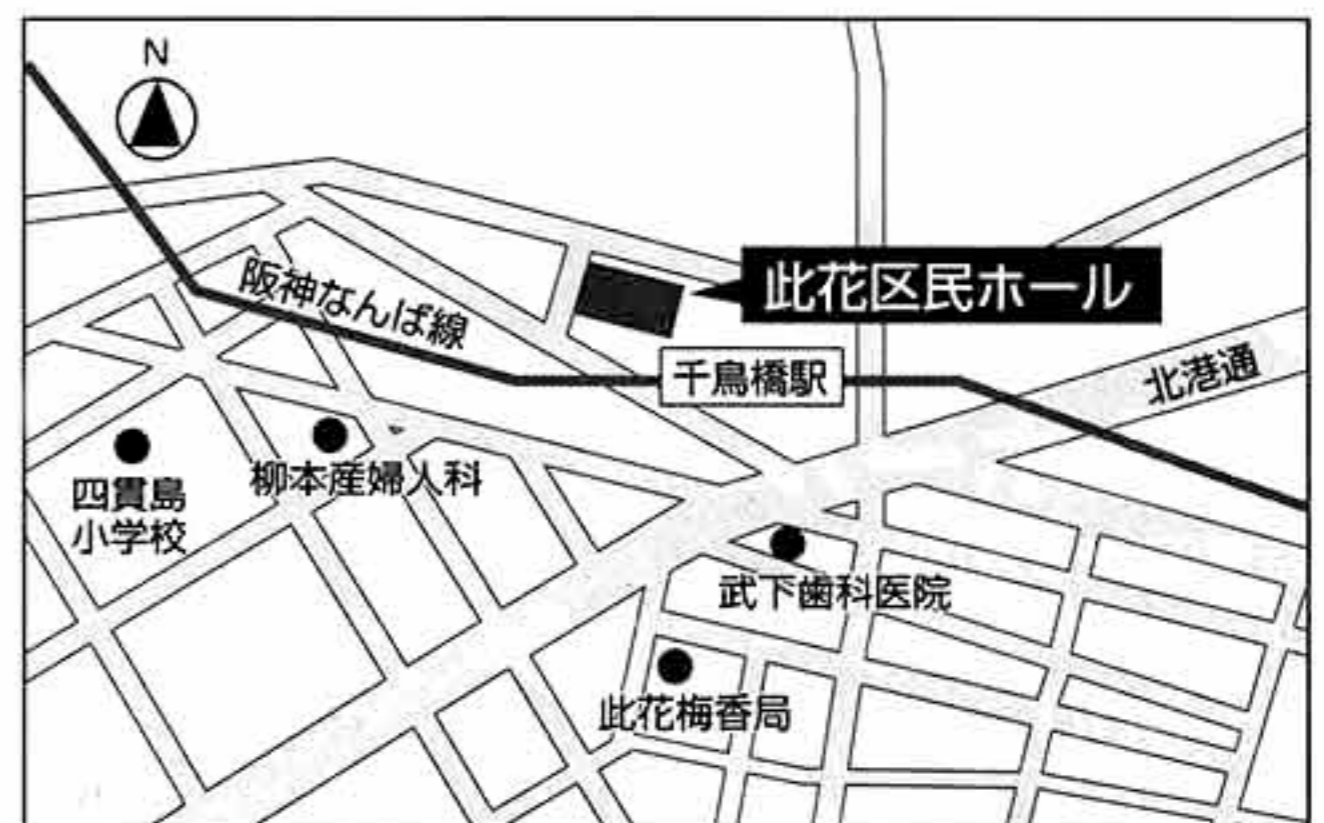 N
阪神なんば線
此花区民ホール
千鳥橋駅
北港通
四貫島
小学校
柳本産婦人科
武下歯科医院
此花梅香局